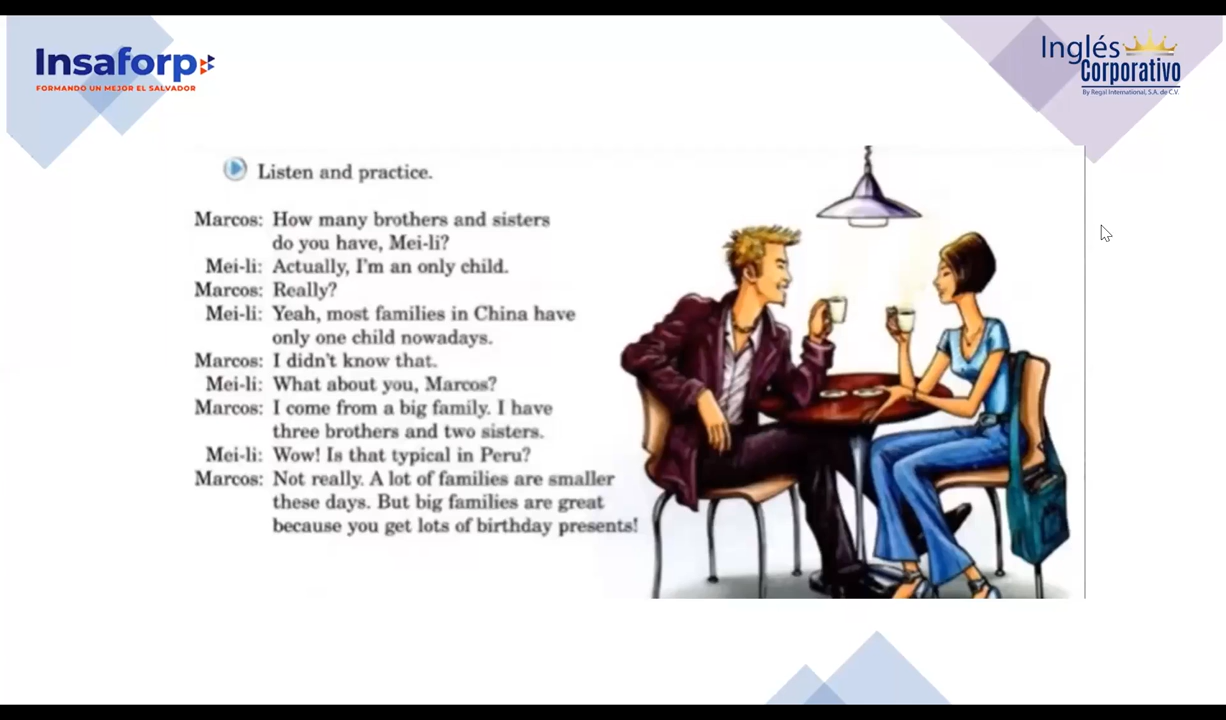 Insaforp
FORMANDO UN MEJOR EL SALVADOR
Inglés
Corporativo
By Regal International, S.A. de C.V.
Listen and practice.
Marcos: How many brothers and sisters
do you have, Mei-li?
Mei-li: Actually, I'm an only child.
Marcos: Really?
Mei-li: Yeah, most families in China have
only one child nowadays.
Marcos: I didn't know that.
Mei-li: What about you, Marcos?
Marcos: I come from a big family. I have
three brothers and two sisters.
Mei-li: Wow! Is that typical in Peru?
Marcos: Not really. A lot of families are smaller
these days. But big families are great
because you get lots of birthday presents!